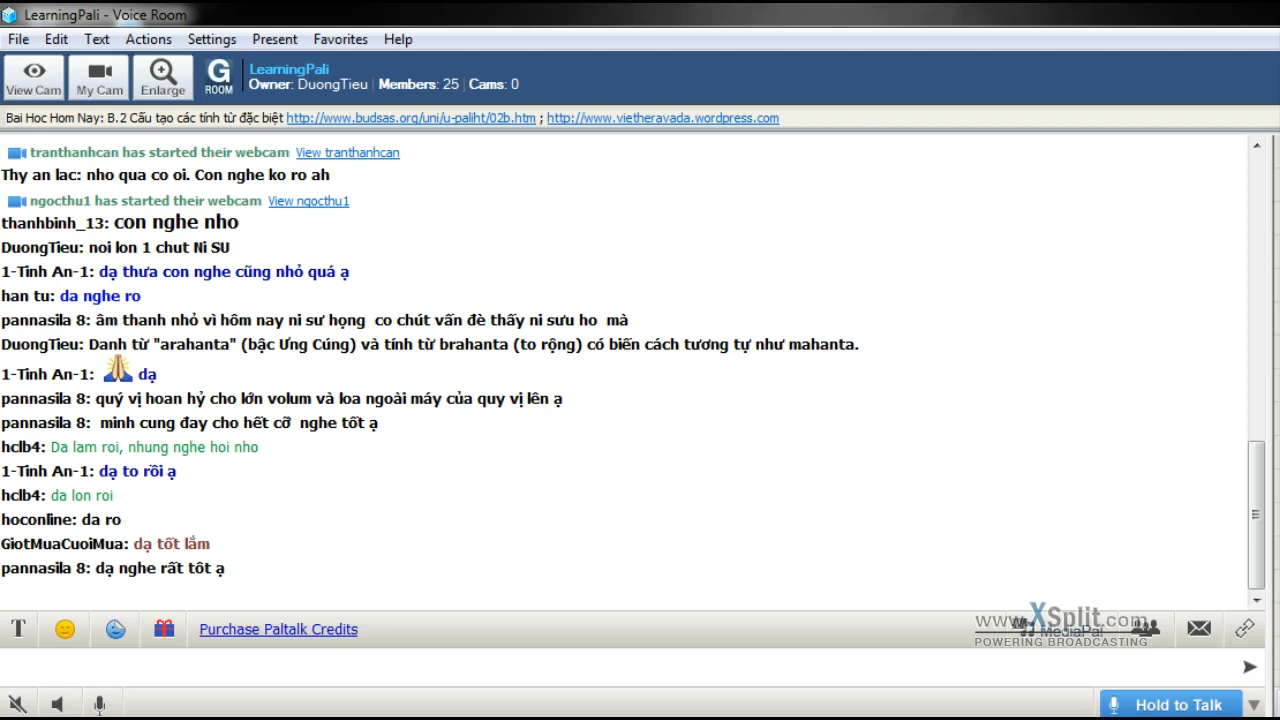 LearningPali - Voice Room
File Edit Text Actions Settings Present Favorites Help
View Cam My Cam Enlarge G ROOM LearningPali
Owner: DuongTieu | Members: 25 | Cams: 0
Bai Hoc Hom Nay: B.2 Cấu tạo các tính từ đặc biệt http://www.budsas.org/uni/u-paliht/02b.htm ; http://www.vietheravada.wordpress.com
tranthanhcan has started their webcam View tranthanhcan
Thy an lac: nho qua co oi. Con nghe ko ro ah
ngocthu1 has started their webcam View ngocthu1
thanhbinh_13: con nghe nho
DuongTieu: noi lon 1 chut Ni SU
1-Tinh An-1: dạ thưa con nghe cũng nhỏ quá ạ
han tu: da nghe ro
pannasila 8: âm thanh nhỏ vì hôm nay ni sư họng co chút vấn đè thấy ni sưu ho mà
DuongTieu: Danh từ "arahanta" (bậc Ưng Cúng) và tính từ brahanta (to rộng) có biến cách tương tự như mahanta.
1-Tinh An-1: dạ
pannasila 8: quý vị hoan hỷ cho lớn volum và loa ngoài máy của quy vị lên ạ
pannasila 8: minh cung đay cho hết cỡ nghe tốt ạ
hclb4: Da lam roi, nhung nghe hoi nho
1-Tinh An-1: dạ to rồi ạ
hclb4: da lon roi
hoconline: da ro
GiotMuaCuoiMua: dạ tốt lắm
pannasila 8: dạ nghe rất tôt ạ
T Purchase Paltalk Credits
www.XSplit.com
MediaPal
POWERING BROADCASTING
Hold to Talk